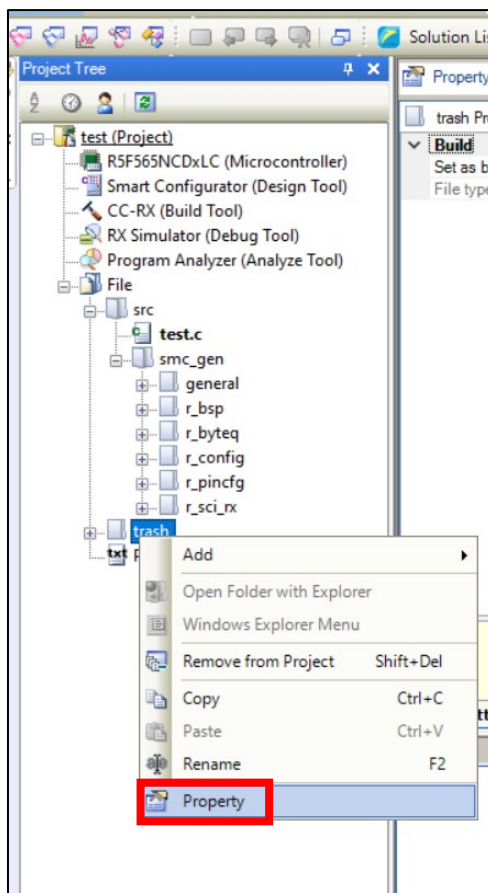 Solution Lis
Project Tree
Property
trash Pro
Build
Set as b
File type
test (Project)
R5F565NCDxLC (Microcontroller)
Smart Configurator (Design Tool)
CC-RX (Build Tool)
RX Simulator (Debug Tool)
Program Analyzer (Analyze Tool)
File
src
test.c
smc_gen
general
r_bsp
r_byteq
r_config
r_pincfg
r_sci_rx
trash
txt
Add
Open Folder with Explorer
Windows Explorer Menu
Remove from Project Shift+Del
Copy Ctrl+C
Paste Ctrl+V
Rename F2
Property